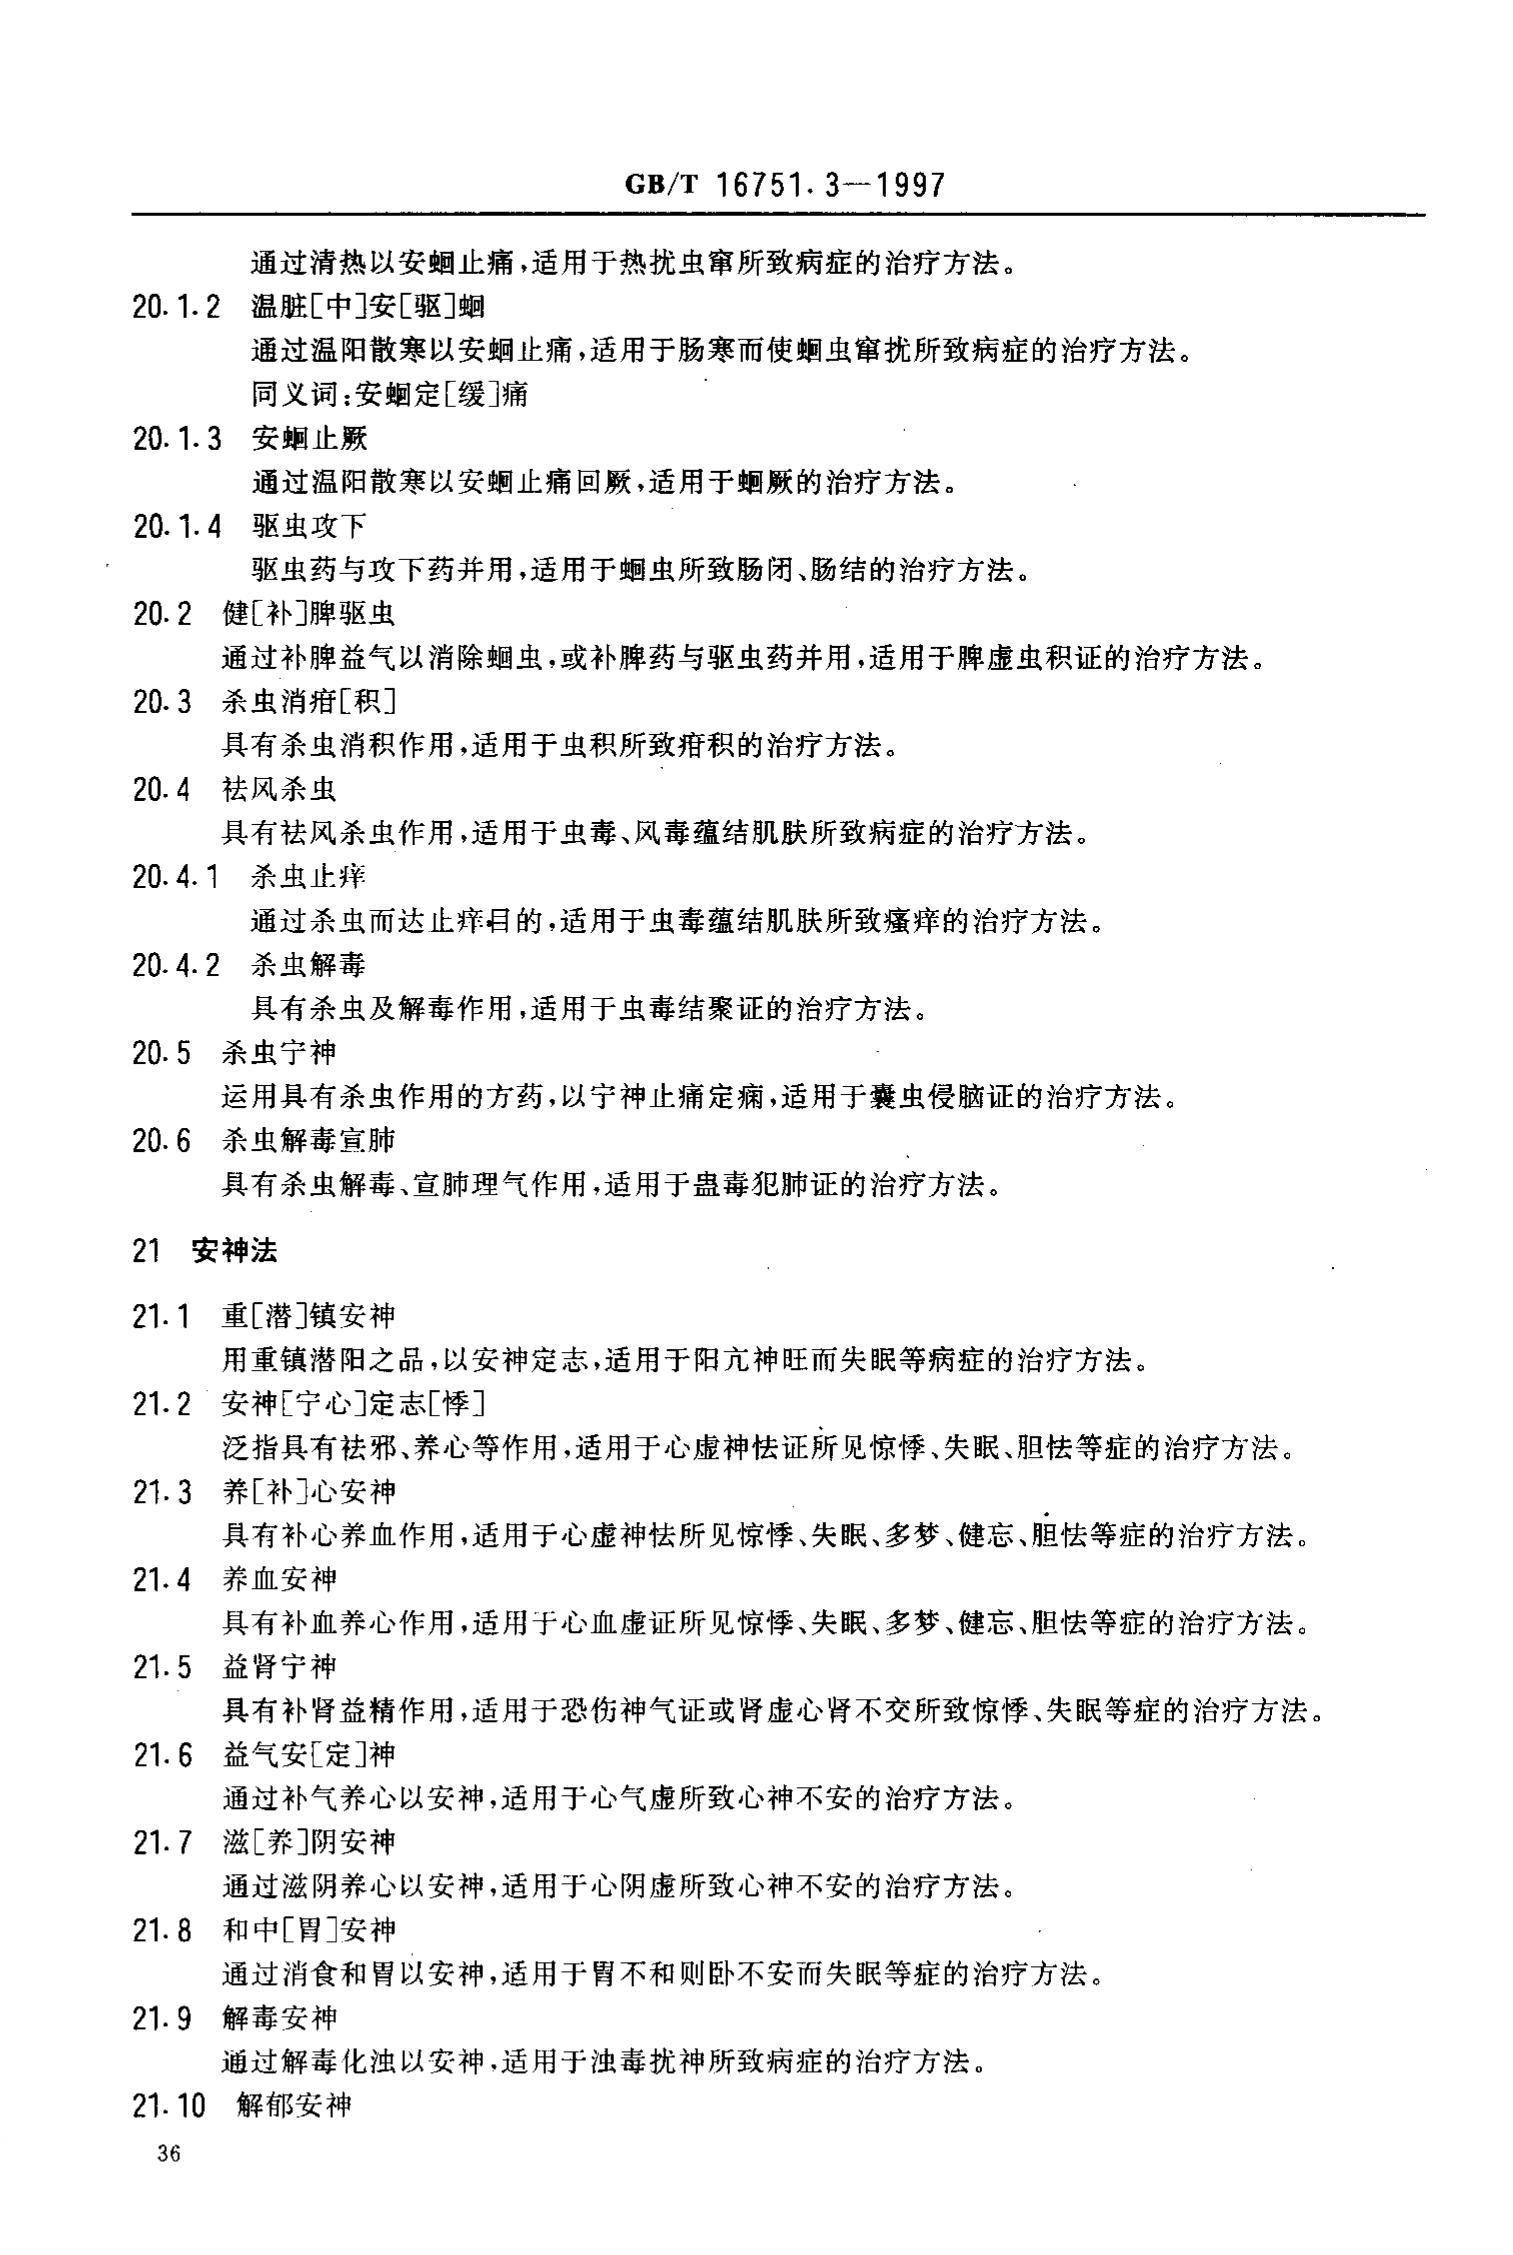 GB/T 16751.3—1997
通过清热以安蛔止痛,适用于热扰虫窜所致病症的治疗方法。
20.1.2 温脏[中]安[驱]蛔
通过温阳散寒以安蛔止痛,适用于肠寒而使蛔虫窜扰所致病症的治疗方法。
同义词:安蛔定[缓]痛
20.1.3 安蛔止厥
通过温阳散寒以安蛔止痛回厥,适用于蛔厥的治疗方法。
20.1.4 驱虫攻下
驱虫药与攻下药并用,适用于蛔虫所致肠闭、肠结的治疗方法。
20.2 健[补]脾驱虫
通过补脾益气以消除蛔虫,或补脾药与驱虫药并用,适用于脾虚虫积证的治疗方法。
20.3 杀虫消疳[积]
具有杀虫消积作用,适用于虫积所致疳积的治疗方法。
20.4 祛风杀虫
具有祛风杀虫作用,适用于虫毒、风毒蕴结肌肤所致病症的治疗方法。
20.4.1 杀虫止痒
通过杀虫而达止痒目的,适用于虫毒蕴结肌肤所致瘙痒的治疗方法。
20.4.2 杀虫解毒
具有杀虫及解毒作用,适用于虫毒结聚证的治疗方法。
20.5 杀虫宁神
运用具有杀虫作用的方药,以宁神止痛定痫,适用于囊虫侵脑证的治疗方法。
20.6 杀虫解毒宣肺
具有杀虫解毒、宣肺理气作用,适用于蛊毒犯肺证的治疗方法。
21 安神法
21.1 重[潜]镇安神
用重镇潜阳之品,以安神定志,适用于阳亢神旺而失眠等病症的治疗方法。
21.2 安神[宁心]定志[悸]
泛指具有祛邪、养心等作用,适用于心虚神怯证所见惊悸、失眠、胆怯等症的治疗方法。
21.3 养[补]心安神
具有补心养血作用,适用于心虚神怯所见惊悸、失眠、多梦、健忘、胆怯等症的治疗方法。
21.4 养血安神
具有补血养心作用,适用于心血虚证所见惊悸、失眠、多梦、健忘、胆怯等症的治疗方法。
21.5 益肾宁神
具有补肾益精作用,适用于恐伤神气证或肾虚心肾不交所致惊悸、失眠等症的治疗方法。
21.6 益气安[定]神
通过补气养心以安神,适用于心气虚所致心神不安的治疗方法。
21.7 滋[养]阴安神
通过滋阴养心以安神,适用于心阴虚所致心神不安的治疗方法。
21.8 和中[胃]安神
通过消食和胃以安神,适用于胃不和则卧不安而失眠等症的治疗方法。
21.9 解毒安神
通过解毒化浊以安神,适用于浊毒扰神所致病症的治疗方法。
21.10 解郁安神
36